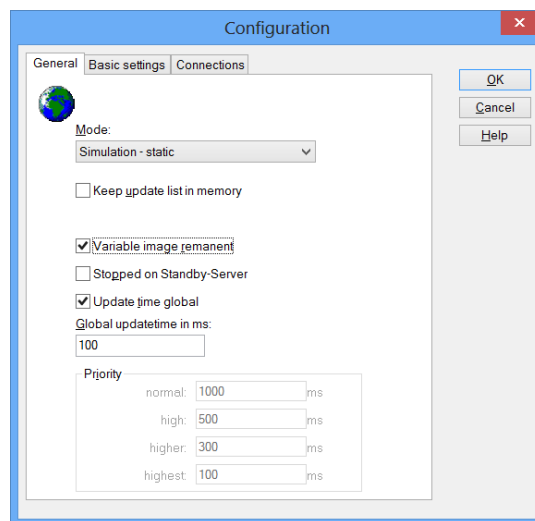 Configuration
General Basic settings Connections
OK
Cancel
Help
Mode:
Simulation - static
Keep update list in memory
Variable image remanent
Stopped on Standby-Server
Update time global
Global updatetime in ms:
100
Priority
normal: 1000 ms
high: 500 ms
higher: 300 ms
highest: 100 ms